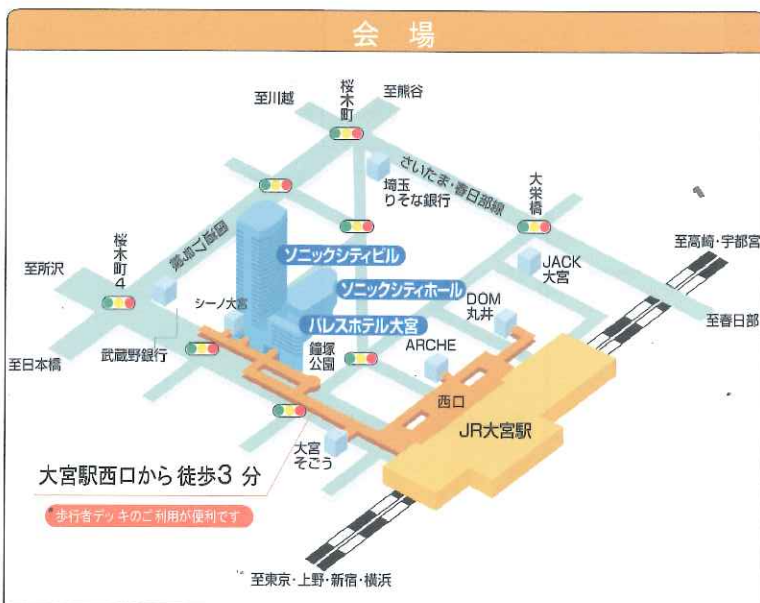 会場
至川越
桜木町
至熊谷
さいたま・春日部線
埼玉
りそな銀行
大栄橋
国道17号線
桜木町4
至所沢
ソニックシティビル
ソニックシティホール
パレスホテル大宮
シーノ大宮
武蔵野銀行
至日本橋
鐘塚
公園
DOM
丸井
ARCHE
JACK
大宮
至高崎・宇都宮
至春日部
西口
JR大宮駅
大宮
そごう
大宮駅西口から徒歩3分
歩行者デッキのご利用が便利です
至東京・上野・新宿・横浜